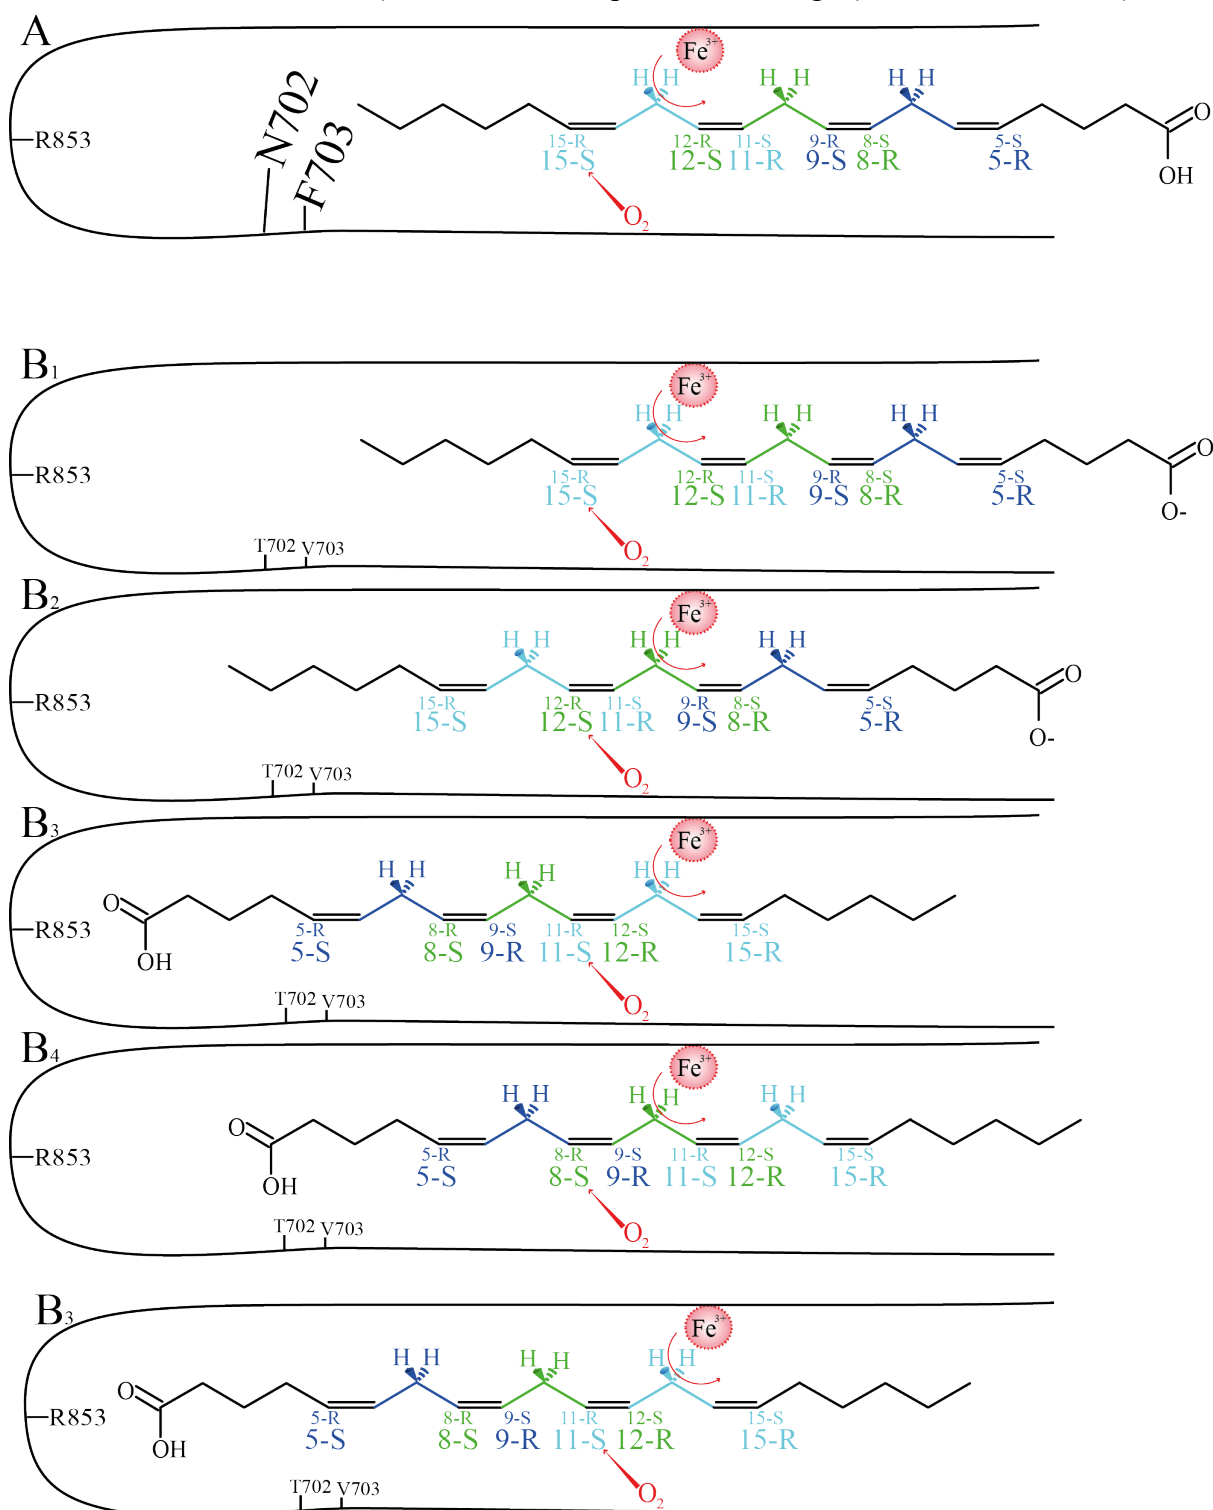 A
Fe3+
N702
F703
R853
H H H H H H
O
OH
15-R 12-R 11-S 9-R 8-S 5-S
15-S 12-S 11-R 9-S 8-R 5-R
O2
B1
Fe3+
H H H H H H
O
R853
15-R 12-R 11-S 9-R 8-S 5-S
15-S 12-S 11-R 9-S 8-R 5-R
O-
T702 V703
O2
B2
Fe3+
H H H H H H
O
R853
15-R 12-R 11-S 9-R 8-S 5-S
15-S 12-S 11-R 9-S 8-R 5-R
O-
T702 V703
O2
B3
Fe3+
H H H H H H
O
R853
5-R 8-R 9-S 11-R 12-S 15-S
5-S 8-S 9-R 11-S 12-R 15-R
OH
T702 V703
O2
B4
Fe3+
H H H H H H
O
R853
5-R 8-R 9-S 11-R 12-S 15-S
5-S 8-S 9-R 11-S 12-R 15-R
OH
T702 V703
O2
B3
Fe3+
H H H H H H
O
R853
5-R 8-R 9-S 11-R 12-S 15-S
5-S 8-S 9-R 11-S 12-R 15-R
OH
T702 V703
O2